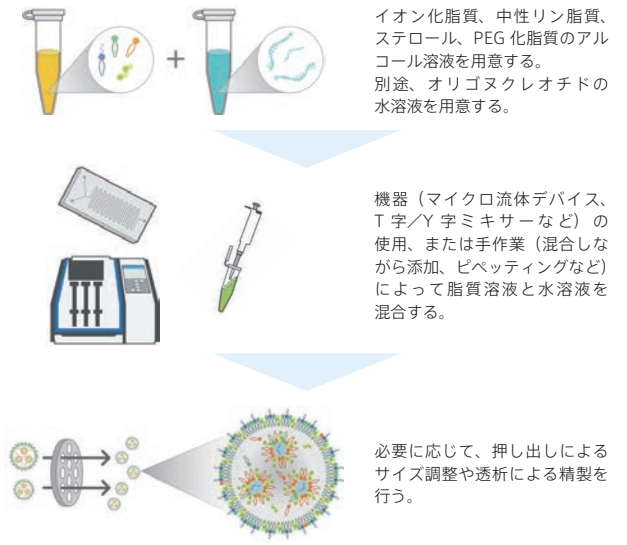 イオン化脂質、中性リン脂質、
ステロール、PEG 化脂質のアル
コール溶液を用意する。
別途、オリゴヌクレオチドの
水溶液を用意する。
機器（マイクロ流体デバイス、
T 字／Y 字ミキサーなど）の
使用、または手作業（混合しな
がら添加、ピペッティングなど）
によって脂質溶液と水溶液を
混合する。
必要に応じて、押し出しによる
サイズ調整や透析による精製を
行う。